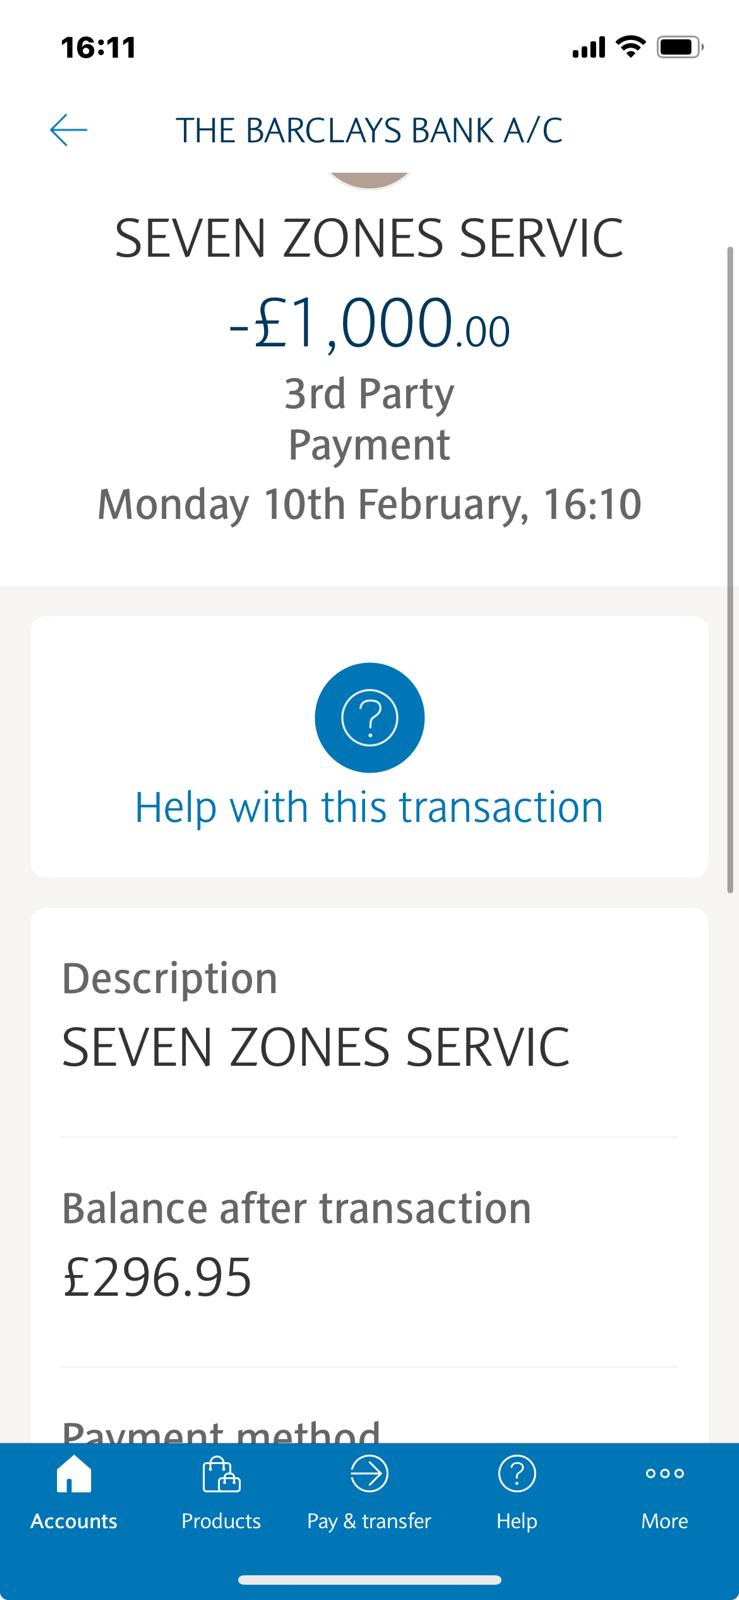 16:11
THE BARCLAYS BANK A/C
SEVEN ZONES SERVIC
-£1,000.00
3rd Party
Payment
Monday 10th February, 16:10
Help with this transaction
Description
SEVEN ZONES SERVIC
Balance after transaction
£296.95
Payment method
Accounts
Products
Pay & transfer
Help
More